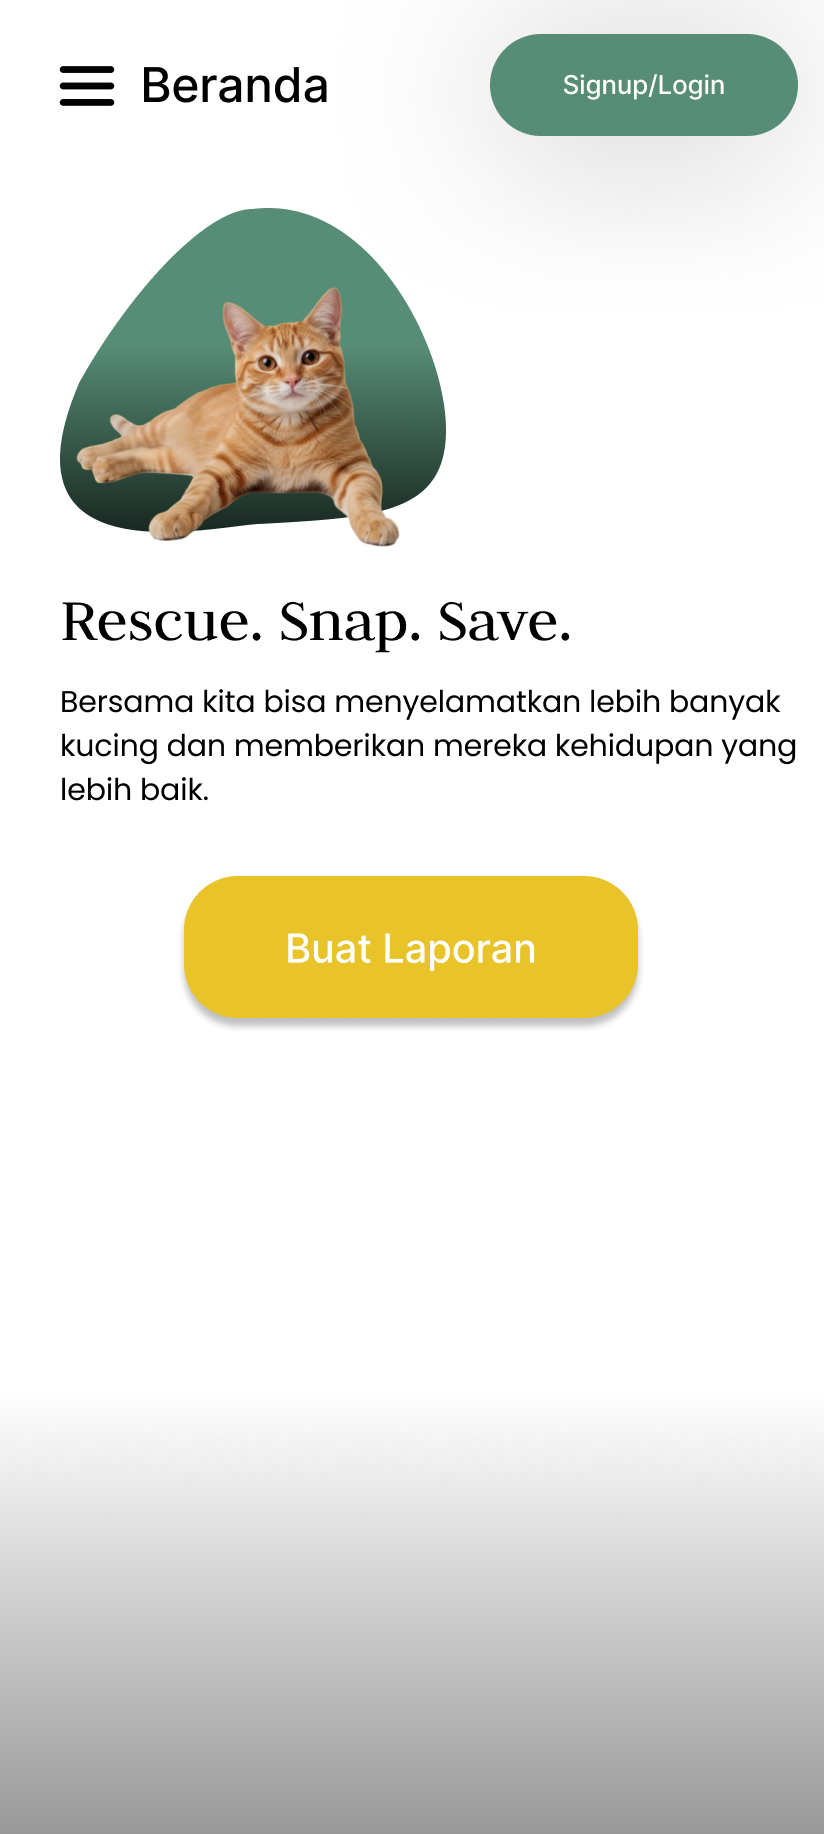 Beranda
Signup/Login
Rescue. Snap. Save.
Bersama kita bisa menyelamatkan lebih banyak
kucing dan memberikan mereka kehidupan yang
lebih baik.
Buat Laporan